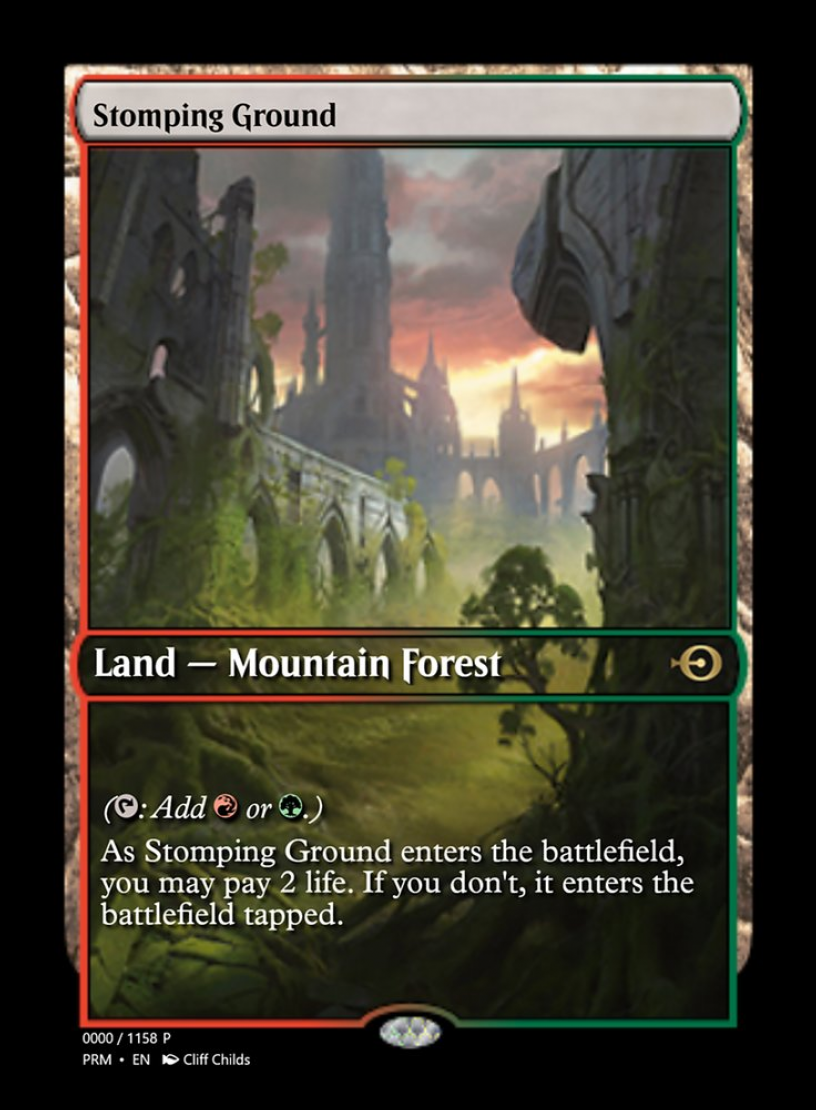 Stomping Ground
Land — Mountain Forest
(: Add or .)
As Stomping Ground enters the battlefield,
you may pay 2 life. If you don't, it enters the
battlefield tapped.
0000 / 1158 P
PRM • EN Cliff Childs